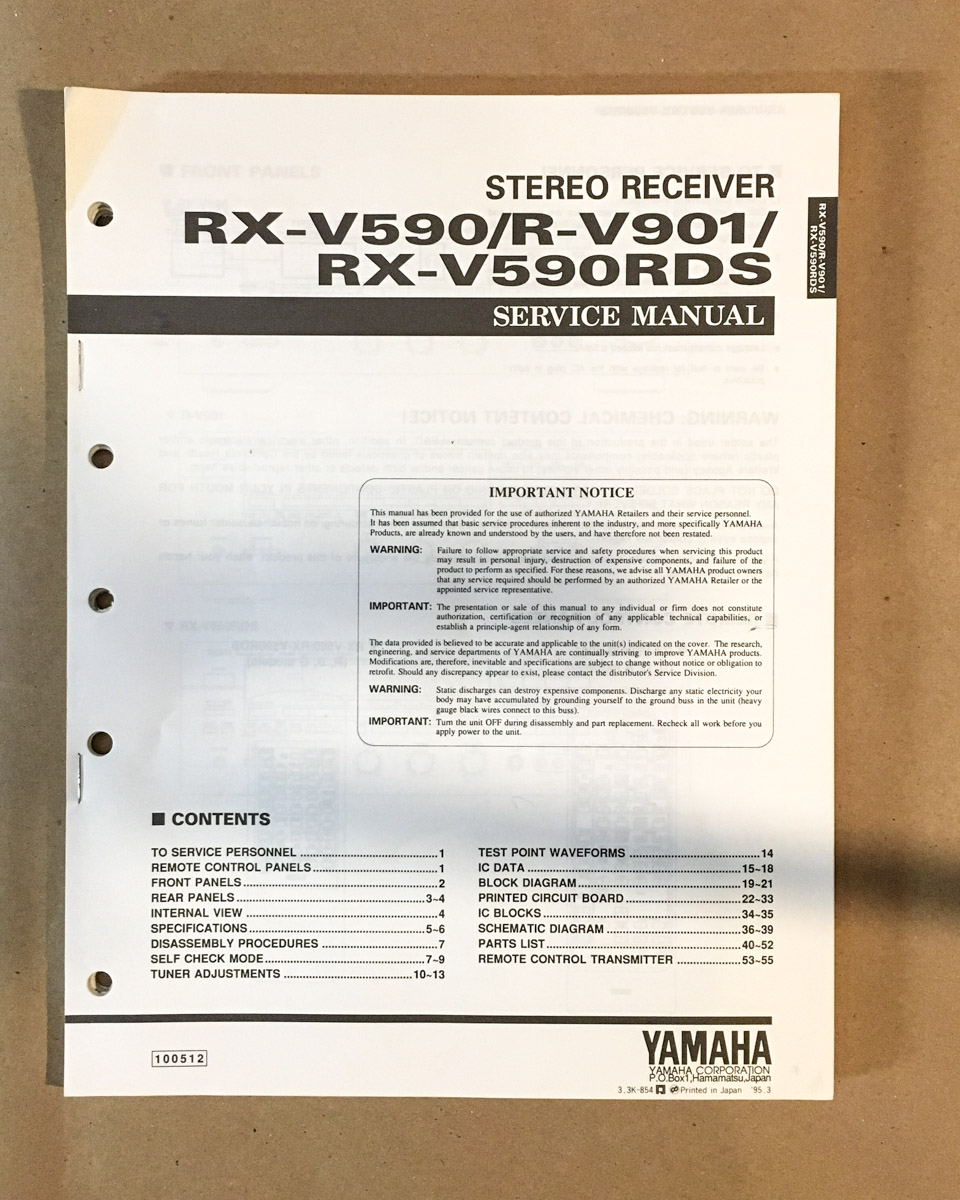 STEREO RECEIVER
RX-V590/R-V901/
RX-V590RDS
SERVICE MANUAL
RX-V590/R-V901/
RX-V590RDS
WARNING: CHEMICAL CONTENT NOTICE!
IMPORTANT NOTICE
This manual has been provided for the use of authorized YAMAHA Retailers and their service personnel.
It has been assumed that basic service procedures inherent to the industry, and more specifically YAMAHA
Products, are already known and understood by the users, and have therefore not been restated.
WARNING: Failure to follow appropriate service and safety procedures when servicing this product
may result in personal injury, destruction of expensive components, and failure of the
product to perform as specified. For these reasons, we advise all YAMAHA product owners
that any service required should be performed by an authorized YAMAHA Retailer or the
appointed service representative.
IMPORTANT: The presentation or sale of this manual to any individual or firm does not constitute
authorization, certification or recognition of any applicable technical capabilities, or
establish a principle-agent relationship of any form.
The data provided is believed to be accurate and applicable to the unit(s) indicated on the cover. The research,
engineering, and service departments of YAMAHA are continually striving to improve YAMAHA products.
Modifications are, therefore, inevitable and specifications are subject to change without notice or obligation to
retrofit. Should any discrepancy appear to exist, please contact the distributor's Service Division.
WARNING: Static discharges can destroy expensive components. Discharge any static electricity your
body may have accumulated by grounding yourself to the ground buss in the unit (heavy
gauge black wires connect to this buss).
IMPORTANT: Turn the unit OFF during disassembly and part replacement. Recheck all work before you
apply power to the unit.
■ CONTENTS
TO SERVICE PERSONNEL ..........................................1
REMOTE CONTROL PANELS......................................1
FRONT PANELS...........................................................2
REAR PANELS.........................................................3~4
INTERNAL VIEW ..........................................................4
SPECIFICATIONS.....................................................5~6
DISASSEMBLY PROCEDURES ...................................7
SELF CHECK MODE................................................7~9
TUNER ADJUSTMENTS .......................................10~13
TEST POINT WAVEFORMS ........................................14
IC DATA ................................................................15~18
BLOCK DIAGRAM..................................................19~21
PRINTED CIRCUIT BOARD...................................22~33
IC BLOCKS............................................................34~35
SCHEMATIC DIAGRAM .........................................36~39
PARTS LIST...........................................................40~52
REMOTE CONTROL TRANSMITTER ...................53~55
100512
YAMAHA
YAMAHA CORPORATION
P.O.Box1,Hamamatsu,Japan
3.3K-854 Printed in Japan '95.3